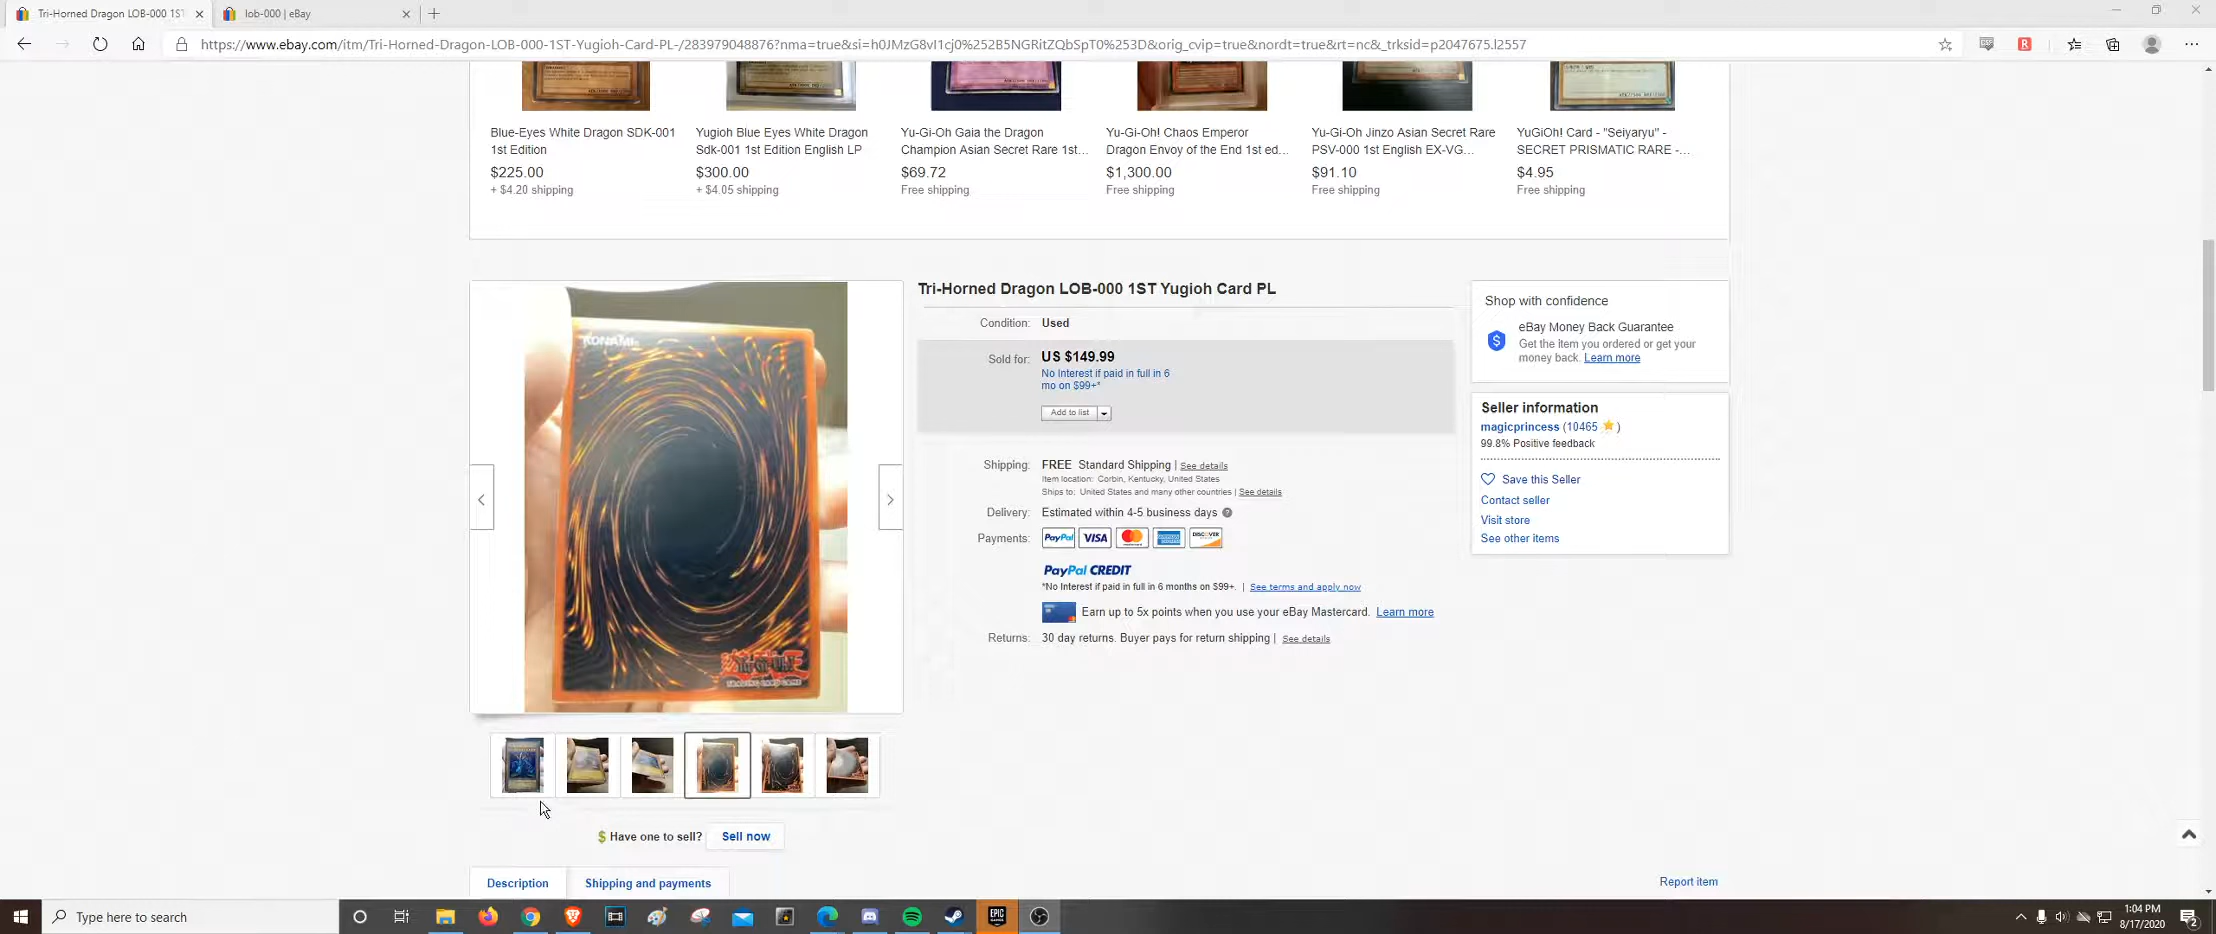 Tri-Horned Dragon LOB-000 1ST
lob-000 | eBay
https://www.ebay.com/itm/Tri-Horned-Dragon-LOB-000-1ST-Yugioh-Card-PL-/283979048876?nma=true&si=h0JMzG8vI1cj0%252B5NGRitZQbSpT0%253D&orig_cvip=true&nordt=true&rt=nc&_trksid=p2047675.l2557
Blue-Eyes White Dragon SDK-001
1st Edition
$225.00
+ $4.20 shipping
Yugioh Blue Eyes White Dragon
Sdk-001 1st Edition English LP
$300.00
+ $4.05 shipping
Yu-Gi-Oh Gaia the Dragon
Champion Asian Secret Rare 1st...
$69.72
Free shipping
Yu-Gi-Oh! Chaos Emperor
Dragon Envoy of the End 1st ed...
$1,300.00
Free shipping
Yu-Gi-Oh Jinzo Asian Secret Rare
PSV-000 1st English EX-VG...
$91.10
Free shipping
YuGiOh! Card - "Seiyaryu" -
SECRET PRISMATIC RARE -...
$4.95
Free shipping
KONAMI
Yu-Gi-Oh!
TRADING CARD GAME
Tri-Horned Dragon LOB-000 1ST Yugioh Card PL
Condition: Used
Sold for: US $149.99
No Interest if paid in full in 6
mo on $99+*
Add to list
Shipping: FREE Standard Shipping | See details
Item location: Corbin, Kentucky, United States
Ships to: United States and many other countries | See details
Delivery: Estimated within 4-5 business days
Payments: PayPal VISA DISCOVER
PayPal CREDIT
*No Interest if paid in full in 6 months on $99+. | See terms and apply now
Earn up to 5x points when you use your eBay Mastercard. Learn more
Returns: 30 day returns. Buyer pays for return shipping | See details
Shop with confidence
eBay Money Back Guarantee
Get the item you ordered or get your
money back. Learn more
Seller information
magicprincess (10465 )
99.8% Positive feedback
Save this Seller
Contact seller
Visit store
See other items
Have one to sell? Sell now
Description
Shipping and payments
Report item
Type here to search
EPIC
GAMES
1:04 PM
8/17/2020
2